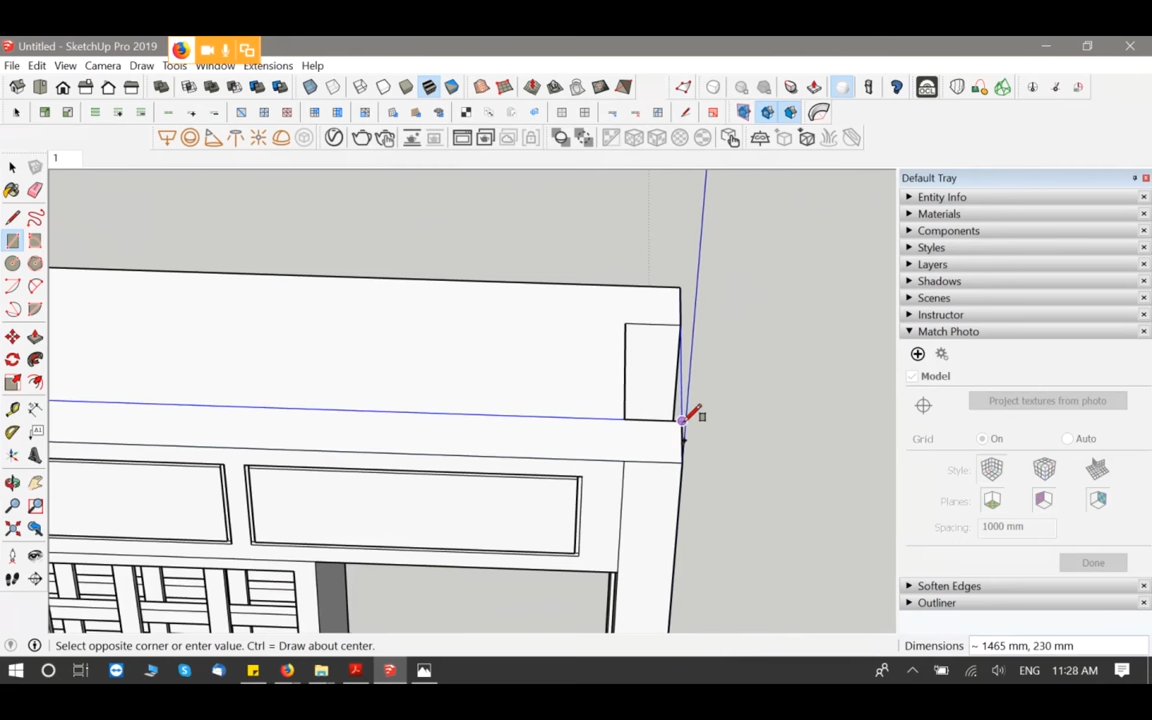 Untitled - SketchUp Pro 2019
File Edit View Camera Draw Tools Window Extensions Help
1
Default Tray
Entity Info
Materials
Components
Styles
Layers
Shadows
Scenes
Instructor
Match Photo
Model
Project textures from photo
Grid On Auto
Style:
Planes:
Spacing: 1000 mm
Done
Soften Edges
Outliner
Select opposite corner or enter value. Ctrl = Draw about center.
Dimensions ~ 1465 mm, 230 mm
ENG 11:28 AM